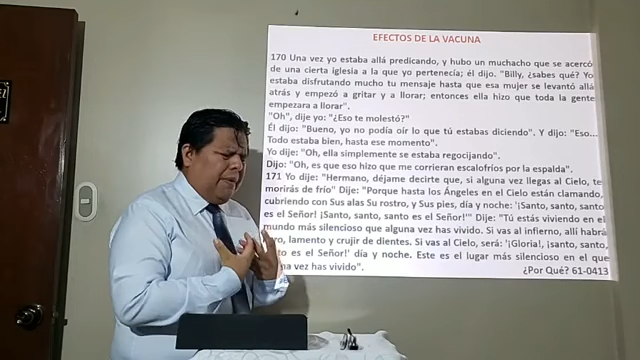 EFECTOS DE LA VACUNA
170 Una vez yo estaba allá predicando, y hubo un muchacho que se acercó
de una cierta iglesia a la que yo pertenecía; él dijo. "Billy, ¿sabes qué? Yo
estaba disfrutando mucho tu mensaje hasta que esa mujer se levantó allá
atrás y empezó a gritar y a llorar; entonces ella hizo que toda la gente
empezara a llorar".
"Oh", dije yo: "¿Eso te molestó?"
Él dijo: "Bueno, yo no podía oír lo que tú estabas diciendo". Y dijo: "Eso...
Todo estaba bien, hasta ese momento".
Yo dije: "Oh, ella simplemente se estaba regocijando".
Dijo: "Oh, es que eso hizo que me corrieran escalofríos por la espalda".
171 Yo dije: "Hermano, déjame decirte que, si alguna vez llegas al Cielo, te
morirás de frío" Dije: "Porque hasta los Ángeles en el Cielo están clamando,
cubriendo con Sus alas Su rostro, y Sus pies, día y noche: '¡Santo, santo, santo
es el Señor! ¡Santo, santo, santo es el Señor!'" Dije: "Tú estás viviendo en el
mundo más silencioso que alguna vez has vivido. Si vas al infierno, allí habrá
lamento y crujir de dientes. Si vas al Cielo, será: '¡Gloria!, ¡santo, santo,
es el Señor!' día y noche. Este es el lugar más silencioso en el que
vez has vivido".
¿Por Qué? 61-0413